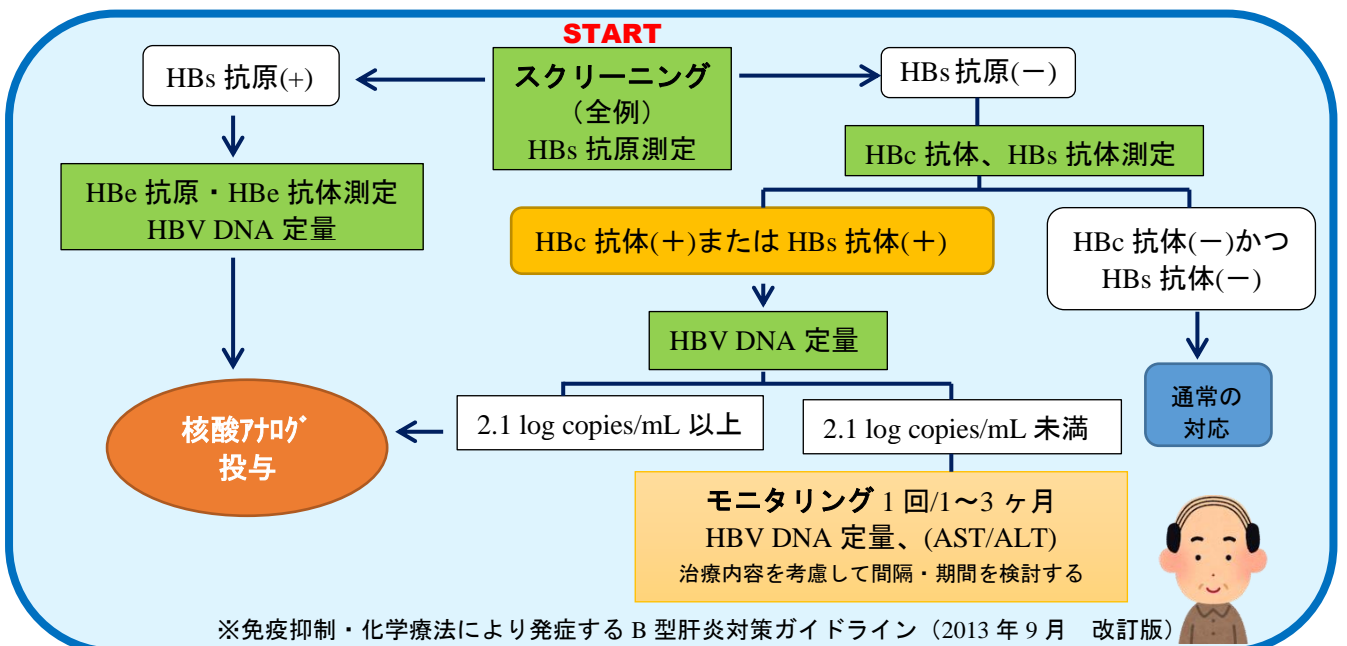 START
スクリーニング
（全例）
HBs 抗原測定
HBs 抗原(+)
HBe 抗原・HBe 抗体測定
HBV DNA 定量
HBs 抗原(－)
HBc 抗体、HBs 抗体測定
HBc 抗体(＋)または HBs 抗体(＋)
HBc 抗体(－)かつ
HBs 抗体(－)
HBV DNA 定量
通常の
対応
2.1 log copies/mL 以上
2.1 log copies/mL 未満
核酸ｱﾅﾛｸﾞ
投与
モニタリング 1 回/1～3 ヶ月
HBV DNA 定量、(AST/ALT)
治療内容を考慮して間隔・期間を検討する
※免疫抑制・化学療法により発症する B 型肝炎対策ガイドライン（2013 年 9 月　改訂版）